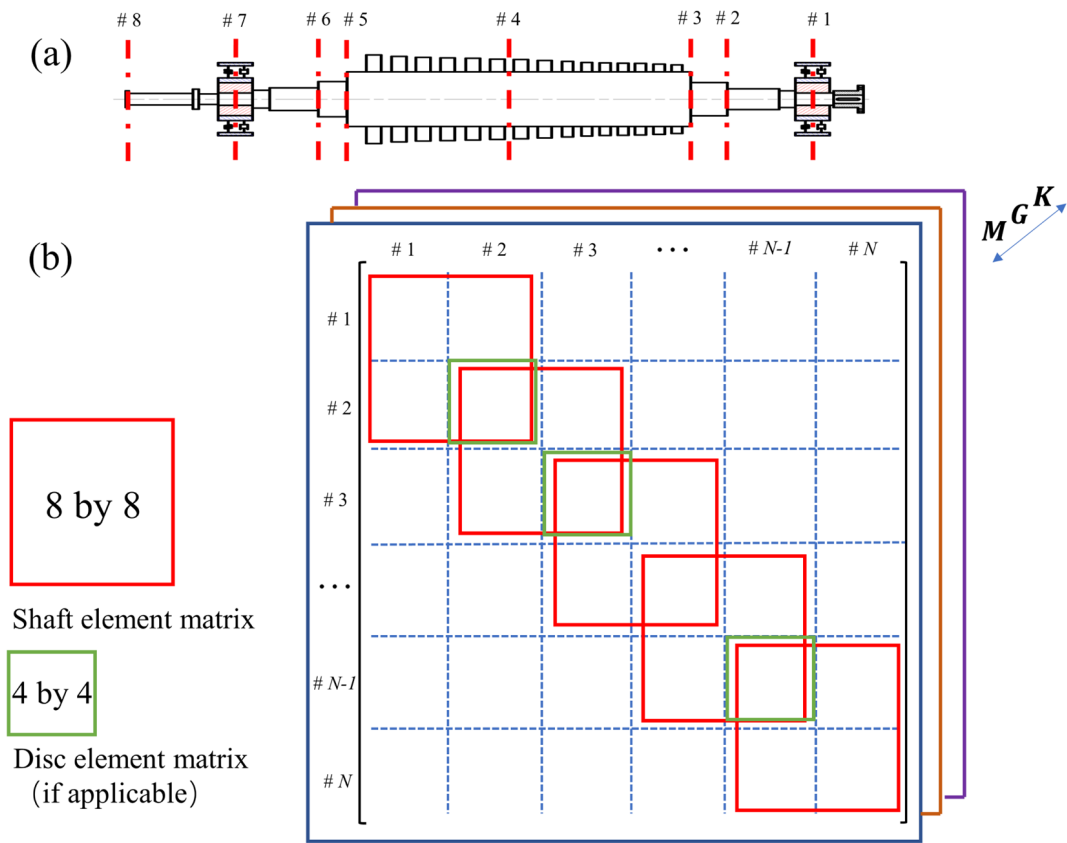 # 8 # 7 # 6 # 5 # 4 # 3 # 2 # 1
(a)
M G K
(b)
# 1 # 2 # 3 ··· # N-1 # N
# 1
# 2
# 3
···
# N-1
# N
8 by 8
Shaft element matrix
4 by 4
Disc element matrix
(if applicable)